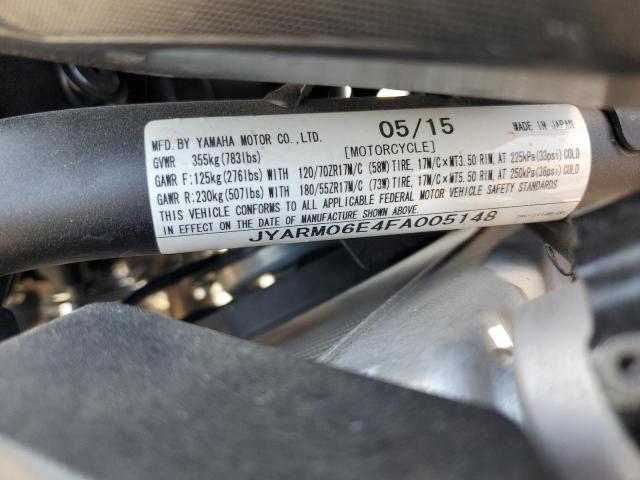 MFD. BY YAMAHA MOTOR CO., LTD. 05/15 MADE IN JAPAN
GVWR 355kg(783lbs) [MOTORCYCLE]
GAWR F:125kg(276lbs) WITH 120/70ZR17M/C (58W) TIRE, 17M/C×MT3.50 RIM, AT 225kPa(33psi) COLD
GAWR R:230kg(507lbs) WITH 180/55ZR17M/C (73W) TIRE, 17M/C×MT5.50 RIM, AT 250kPa(36psi) COLD
THIS VEHICLE CONFORMS TO ALL APPLICABLE FEDERAL MOTOR VEHICLE SAFETY STANDARDS
IN EFFECT ON THE DATE OF MANUFACTURE SHOWN ABOVE.
JYARM06E4FA005148